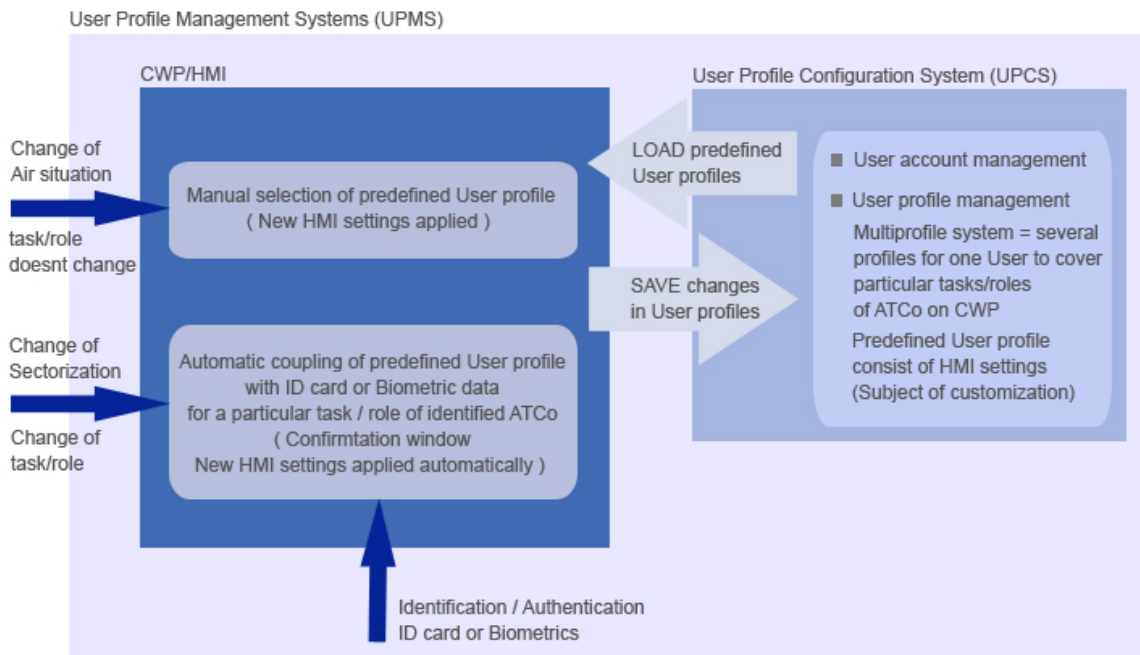 User Profile Management Systems (UPMS)
CWP/HMI
User Profile Configuration System (UPCS)
Change of
Air situation
task/role
doesnt change
Manual selection of predefined User profile
( New HMI settings applied )
LOAD predefined
User profiles
SAVE changes
in User profiles
User account management
User profile management
Multiprofile system = several
profiles for one User to cover
particular tasks/roles
of ATCo on CWP
Predefined User profile
consist of HMI settings
(Subject of customization)
Change of
Sectorization
Change of
task/role
Automatic coupling of predefined User profile
with ID card or Biometric data
for a particular task / role of identified ATCo
( Confirmtation window
New HMI settings applied automatically )
Identification / Authentication
ID card or Biometrics